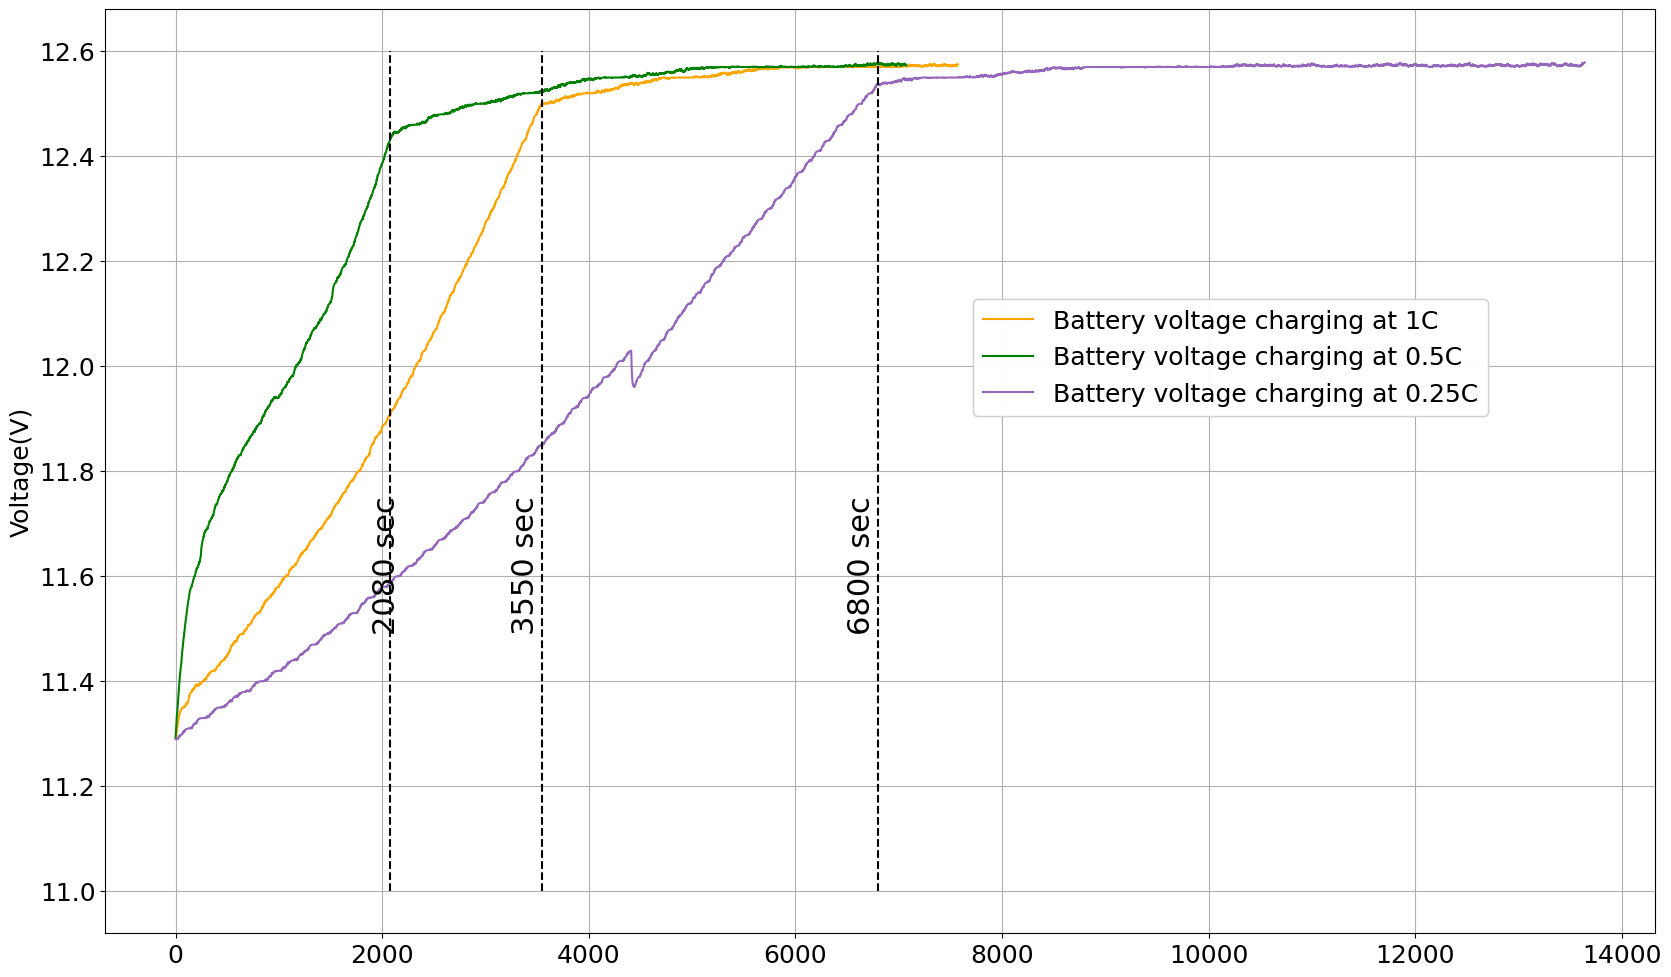 12.6
12.4
12.2
12.0
11.8
11.6
11.4
11.2
11.0
Voltage(V)
2080 sec
3550 sec
6800 sec
Battery voltage charging at 1C
Battery voltage charging at 0.5C
Battery voltage charging at 0.25C
0
2000
4000
6000
8000
10000
12000
14000